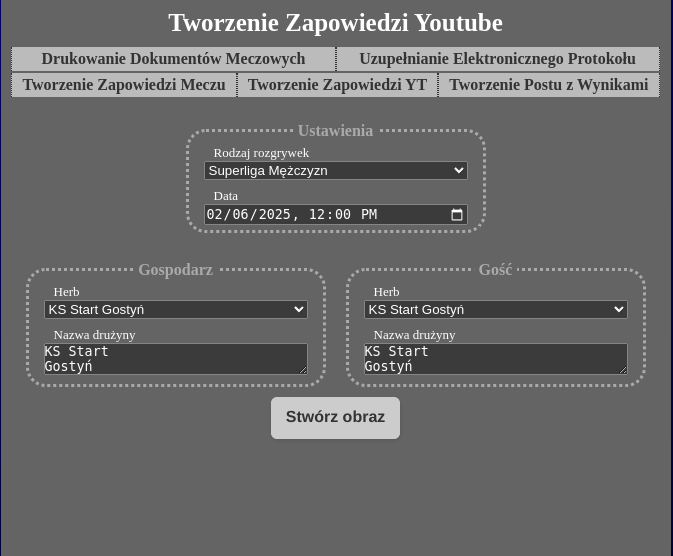 Tworzenie Zapowiedzi Youtube
Drukowanie Dokumentów Meczowych
Uzupełnianie Elektronicznego Protokołu
Tworzenie Zapowiedzi Meczu
Tworzenie Zapowiedzi YT
Tworzenie Postu z Wynikami
Ustawienia
Rodzaj rozgrywek
Superliga Mężczyzn
Data
02/06/2025, 12:00 PM
Gospodarz
Herb
KS Start Gostyń
Nazwa drużyny
KS Start
Gostyń
Gość
Herb
KS Start Gostyń
Nazwa drużyny
KS Start
Gostyń
Stwórz obraz